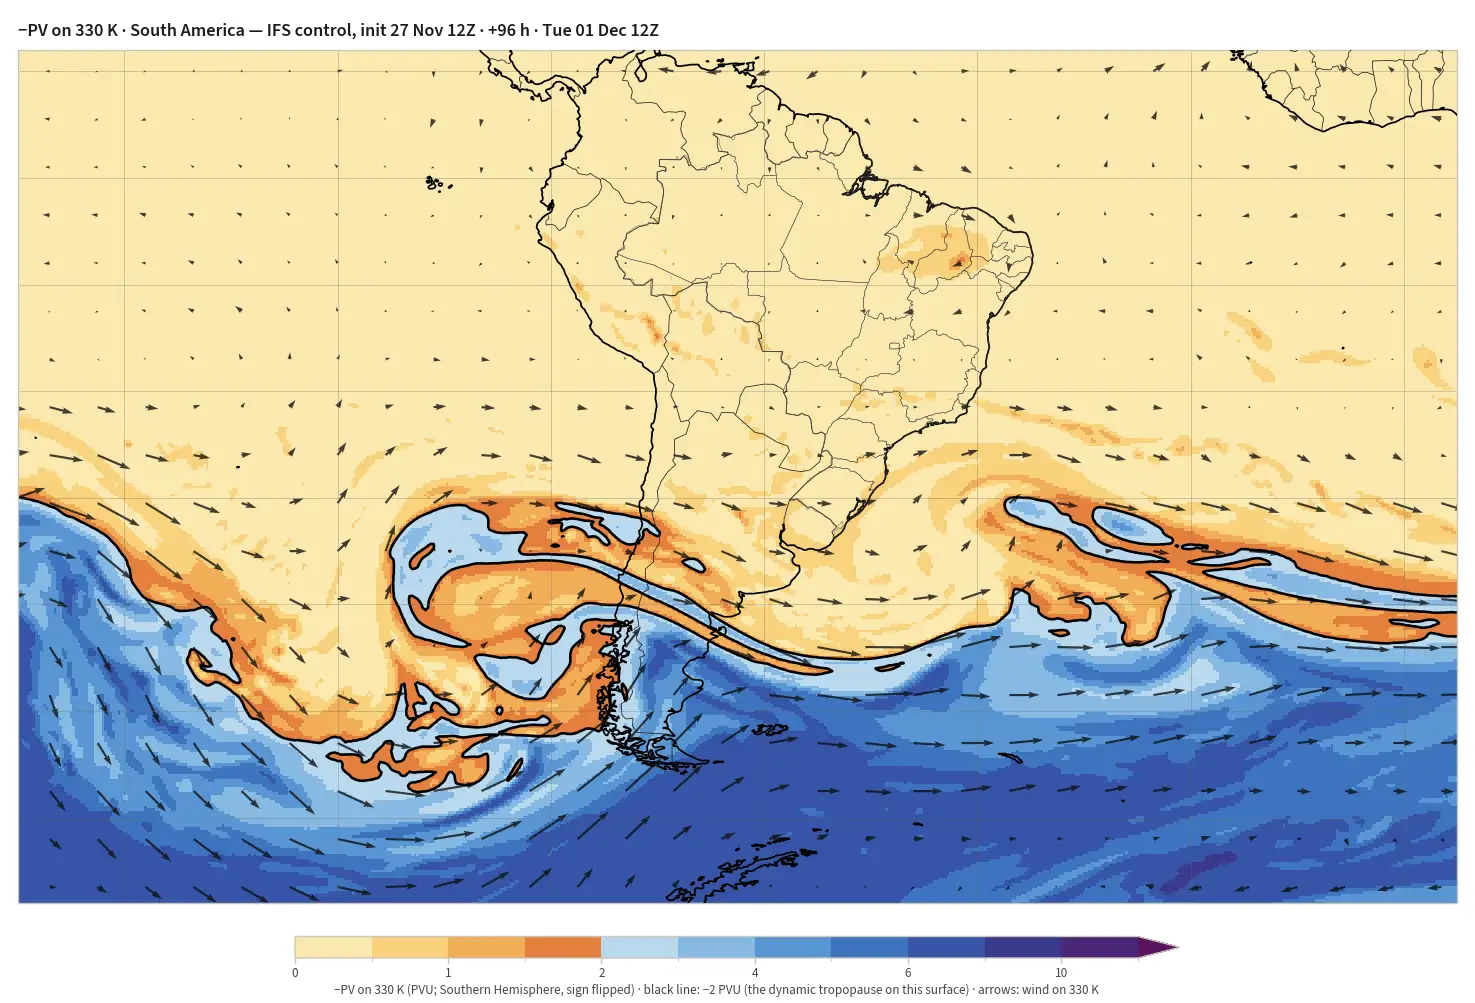 −PV on 330 K · South America — IFS control, init 27 Nov 12Z · +96 h · Tue 01 Dec 12Z
0 1 2 4 6 10
−PV on 330 K (PVU; Southern Hemisphere, sign flipped) · black line: −2 PVU (the dynamic tropopause on this surface) · arrows: wind on 330 K